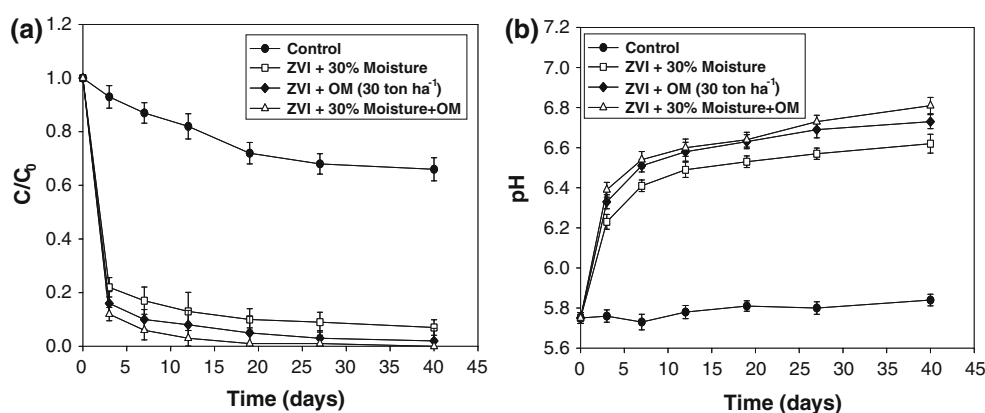 (a)
1.2
1.0
0.8
0.6
0.4
0.2
0.0
C/C₀
Control
ZVI + 30% Moisture
ZVI + OM (30 ton ha⁻¹)
ZVI + 30% Moisture+OM
0 5 10 15 20 25 30 35 40 45
Time (days)
(b)
7.2
7.0
6.8
6.6
6.4
6.2
6.0
5.8
5.6
pH
Control
ZVI + 30% Moisture
ZVI + OM (30 ton ha⁻¹)
ZVI + 30% Moisture+OM
0 5 10 15 20 25 30 35 40 45
Time (days)